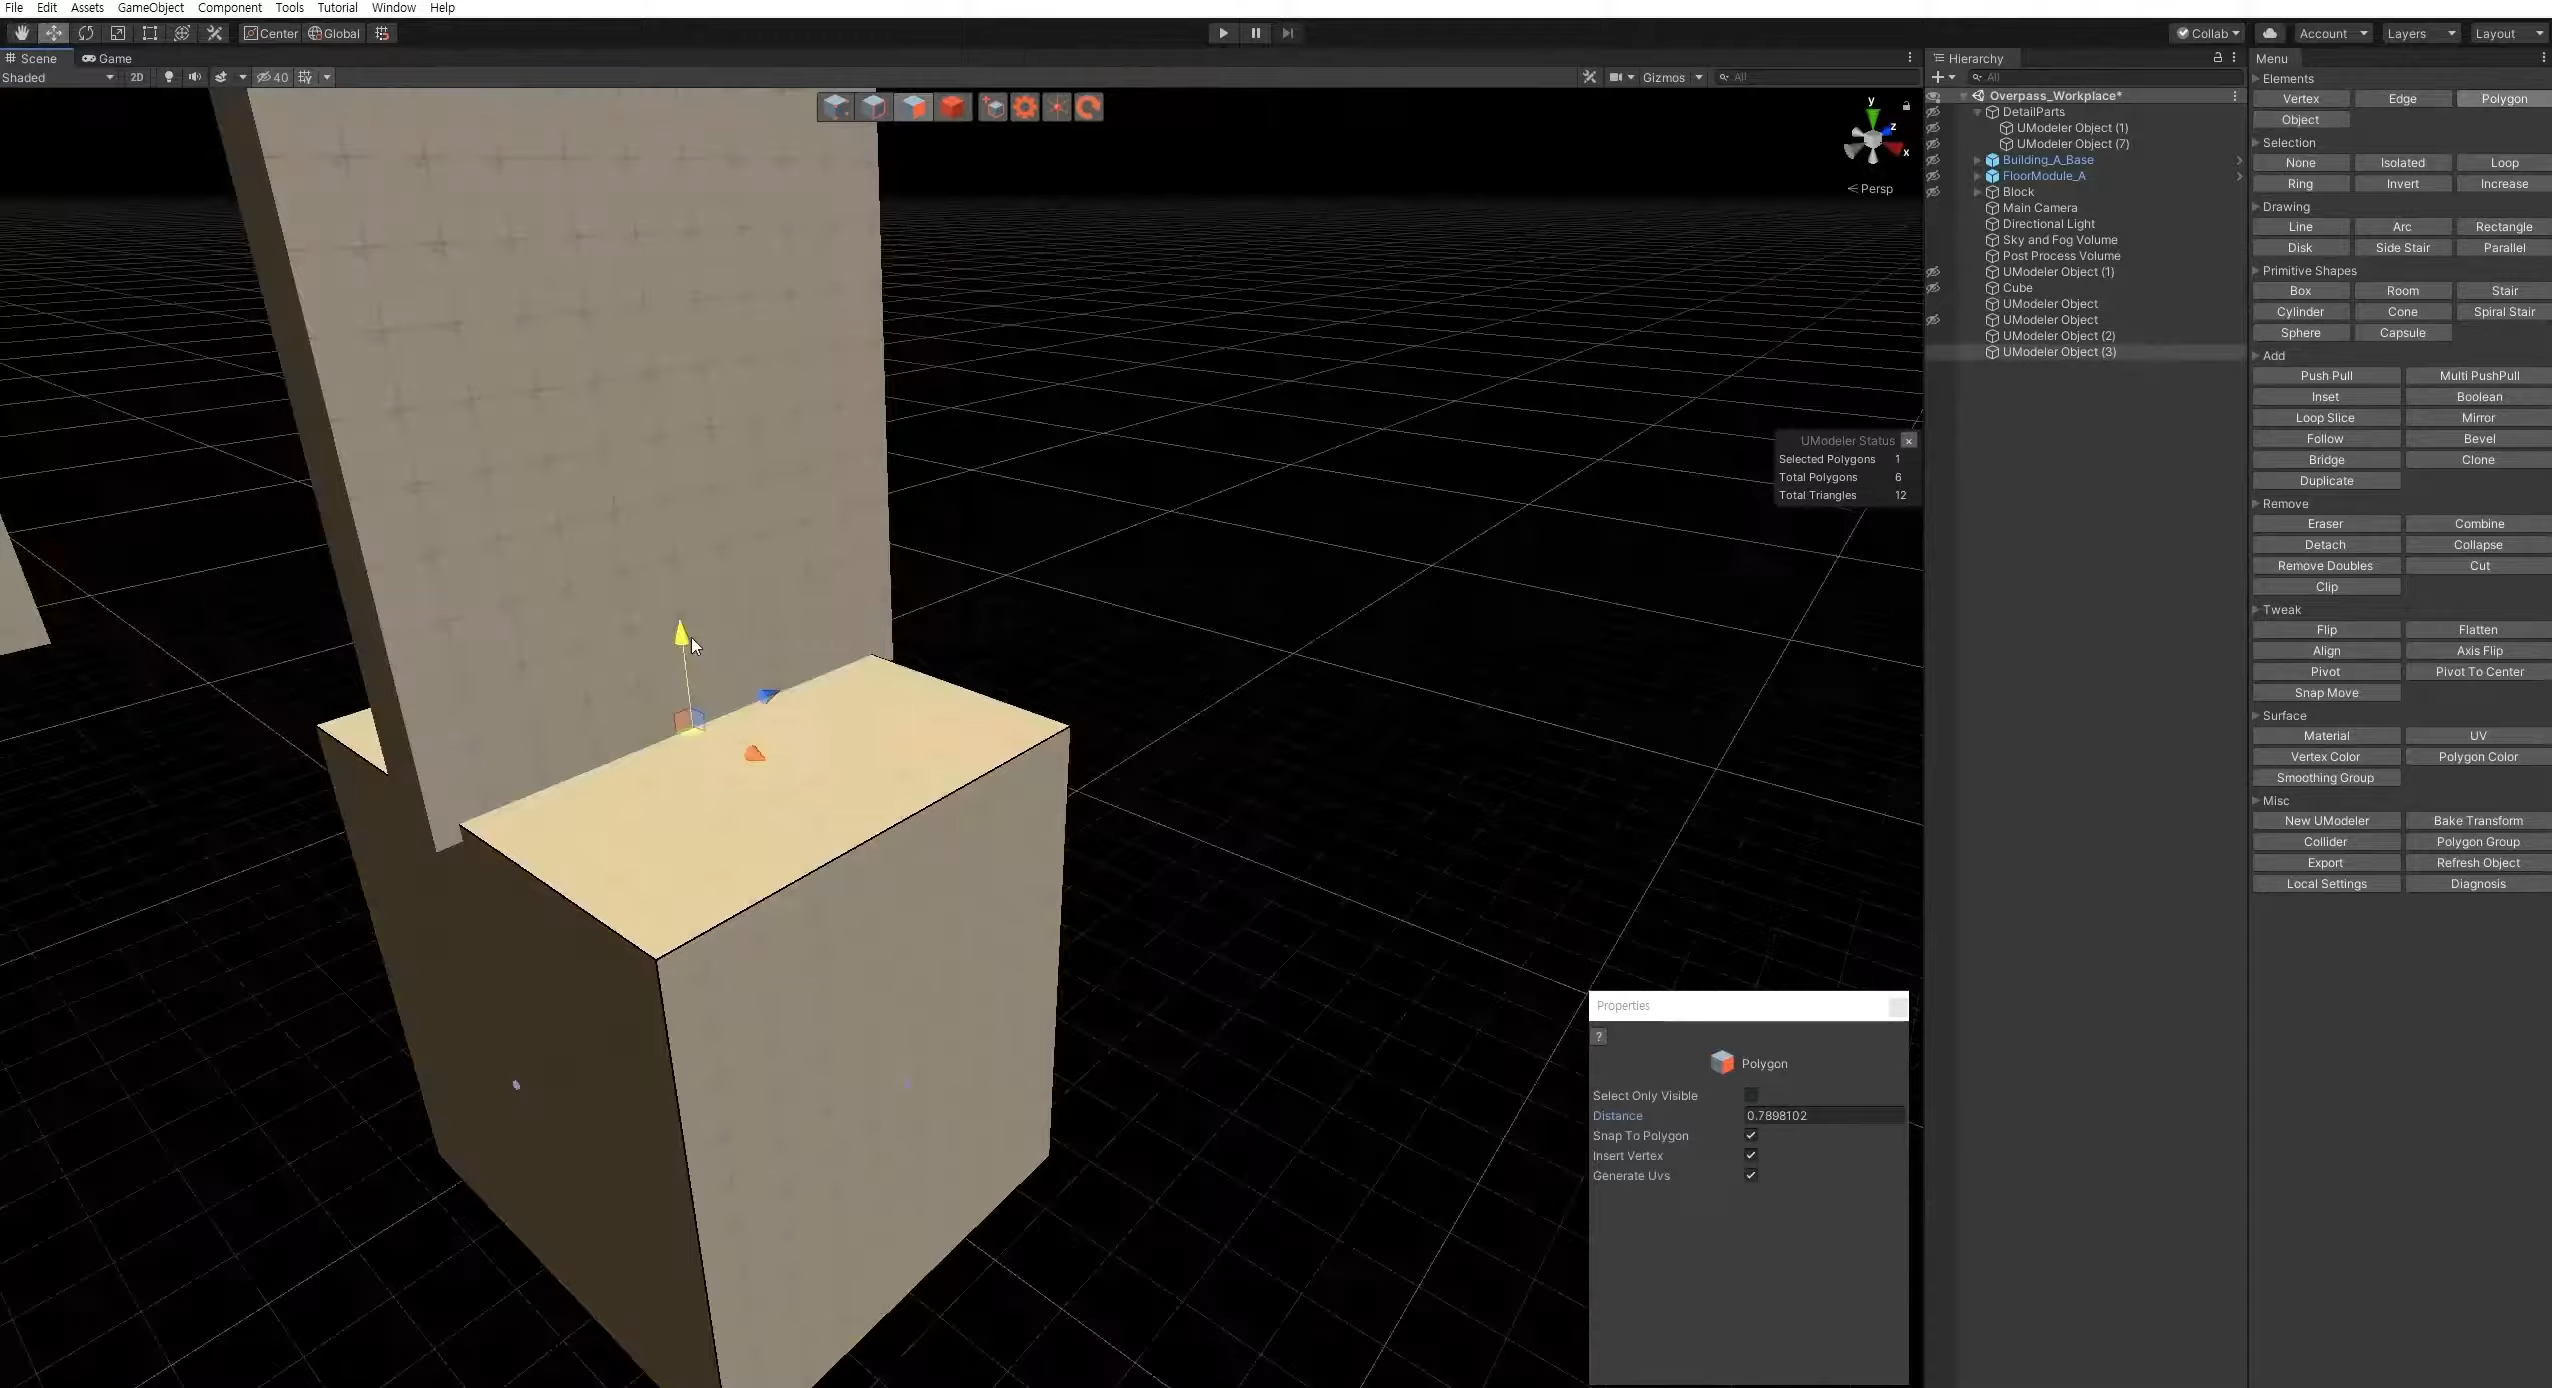 File Edit Assets GameObject Component Tools Tutorial Window Help
Center Global
Collab Account Layers Layout
Scene Game
Shaded 2D 40 Gizmos All
y
z
x
Persp
UModeler Status
Selected Polygons 1
Total Polygons 6
Total Triangles 12
Properties
?
Polygon
Select Only Visible
Distance 0.7898102
Snap To Polygon
Insert Vertex
Generate Uvs
Hierarchy
All
Overpass_Workplace*
DetailParts
UModeler Object (1)
UModeler Object (7)
Building_A_Base
FloorModule_A
Block
Main Camera
Directional Light
Sky and Fog Volume
Post Process Volume
UModeler Object (1)
Cube
UModeler Object
UModeler Object
UModeler Object (2)
UModeler Object (3)
Menu
Elements
Vertex Edge Polygon
Object
Selection
None Isolated Loop
Ring Invert Increase
Drawing
Line Arc Rectangle
Disk Side Stair Parallel
Primitive Shapes
Box Room Stair
Cylinder Cone Spiral Stair
Sphere Capsule
Add
Push Pull Multi PushPull
Inset Boolean
Loop Slice Mirror
Follow Bevel
Bridge Clone
Duplicate
Remove
Eraser Combine
Detach Collapse
Remove Doubles Cut
Clip
Tweak
Flip Flatten
Align Axis Flip
Pivot Pivot To Center
Snap Move
Surface
Material UV
Vertex Color Polygon Color
Smoothing Group
Misc
New UModeler Bake Transform
Collider Polygon Group
Export Refresh Object
Local Settings Diagnosis